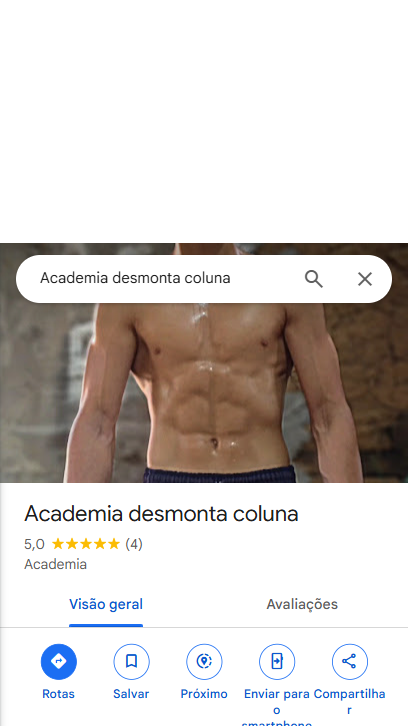 Academia desmonta coluna
Academia desmonta coluna
5,0 ★★★★★ (4)
Academia
Visão geral Avaliações
Rotas Salvar Próximo Enviar para o smartphone Compartilhar